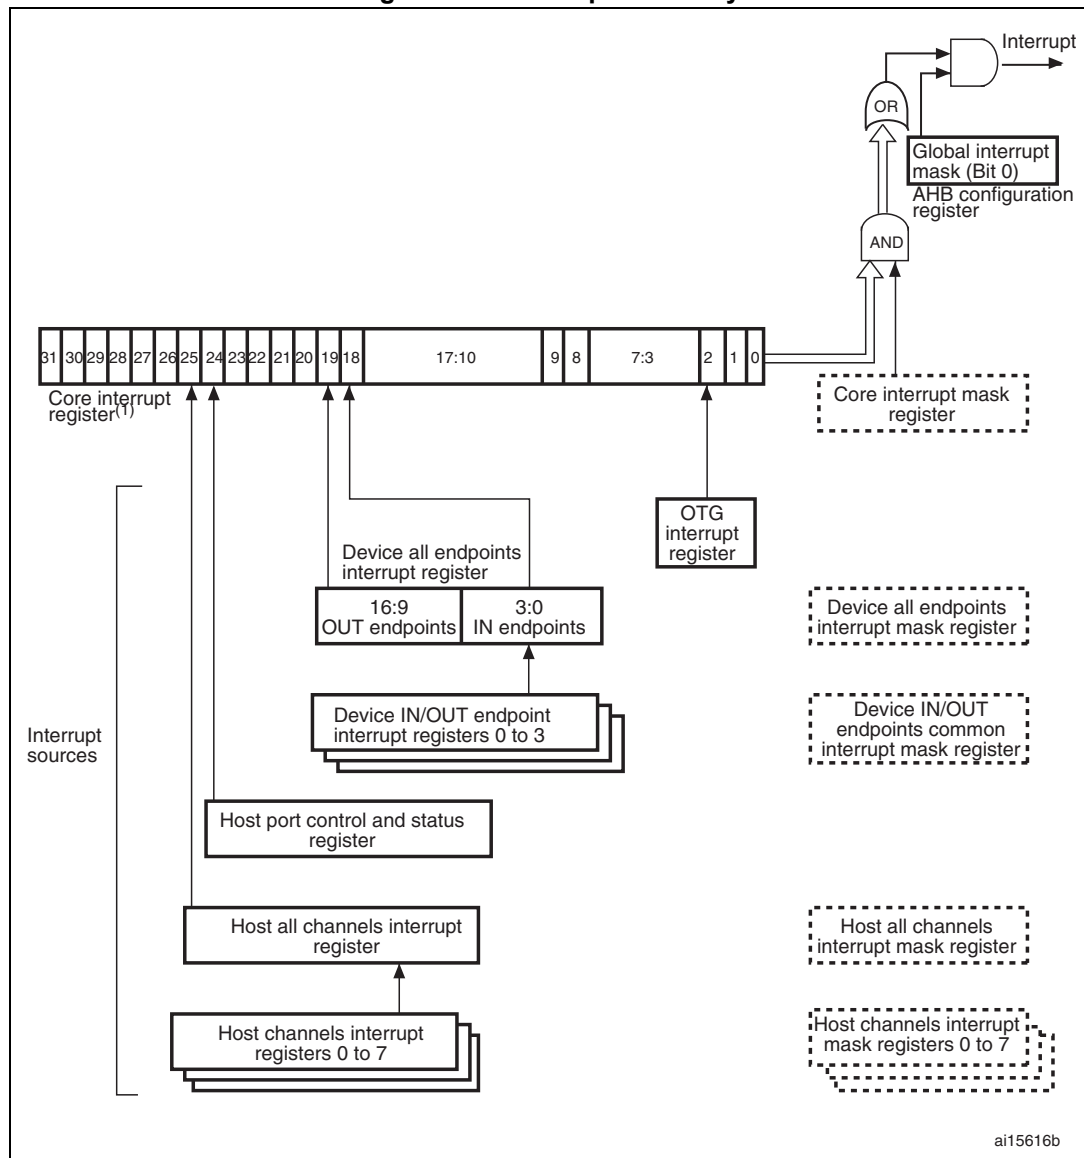 Interrupt
OR
Global interrupt
mask (Bit 0)
AHB configuration
register
AND
31 30 29 28 27 26 25 24 23 22 21 20 19 18 17:10 9 8 7:3 2 1 0
Core interrupt
register(1)
Core interrupt mask
register
OTG
interrupt
register
Device all endpoints
interrupt register
16:9
OUT endpoints
3:0
IN endpoints
Device all endpoints
interrupt mask register
Device IN/OUT endpoint
interrupt registers 0 to 3
Device IN/OUT
endpoints common
interrupt mask register
Interrupt
sources
Host port control and status
register
Host all channels interrupt
register
Host all channels
interrupt mask register
Host channels interrupt
registers 0 to 7
Host channels interrupt
mask registers 0 to 7
ai15616b